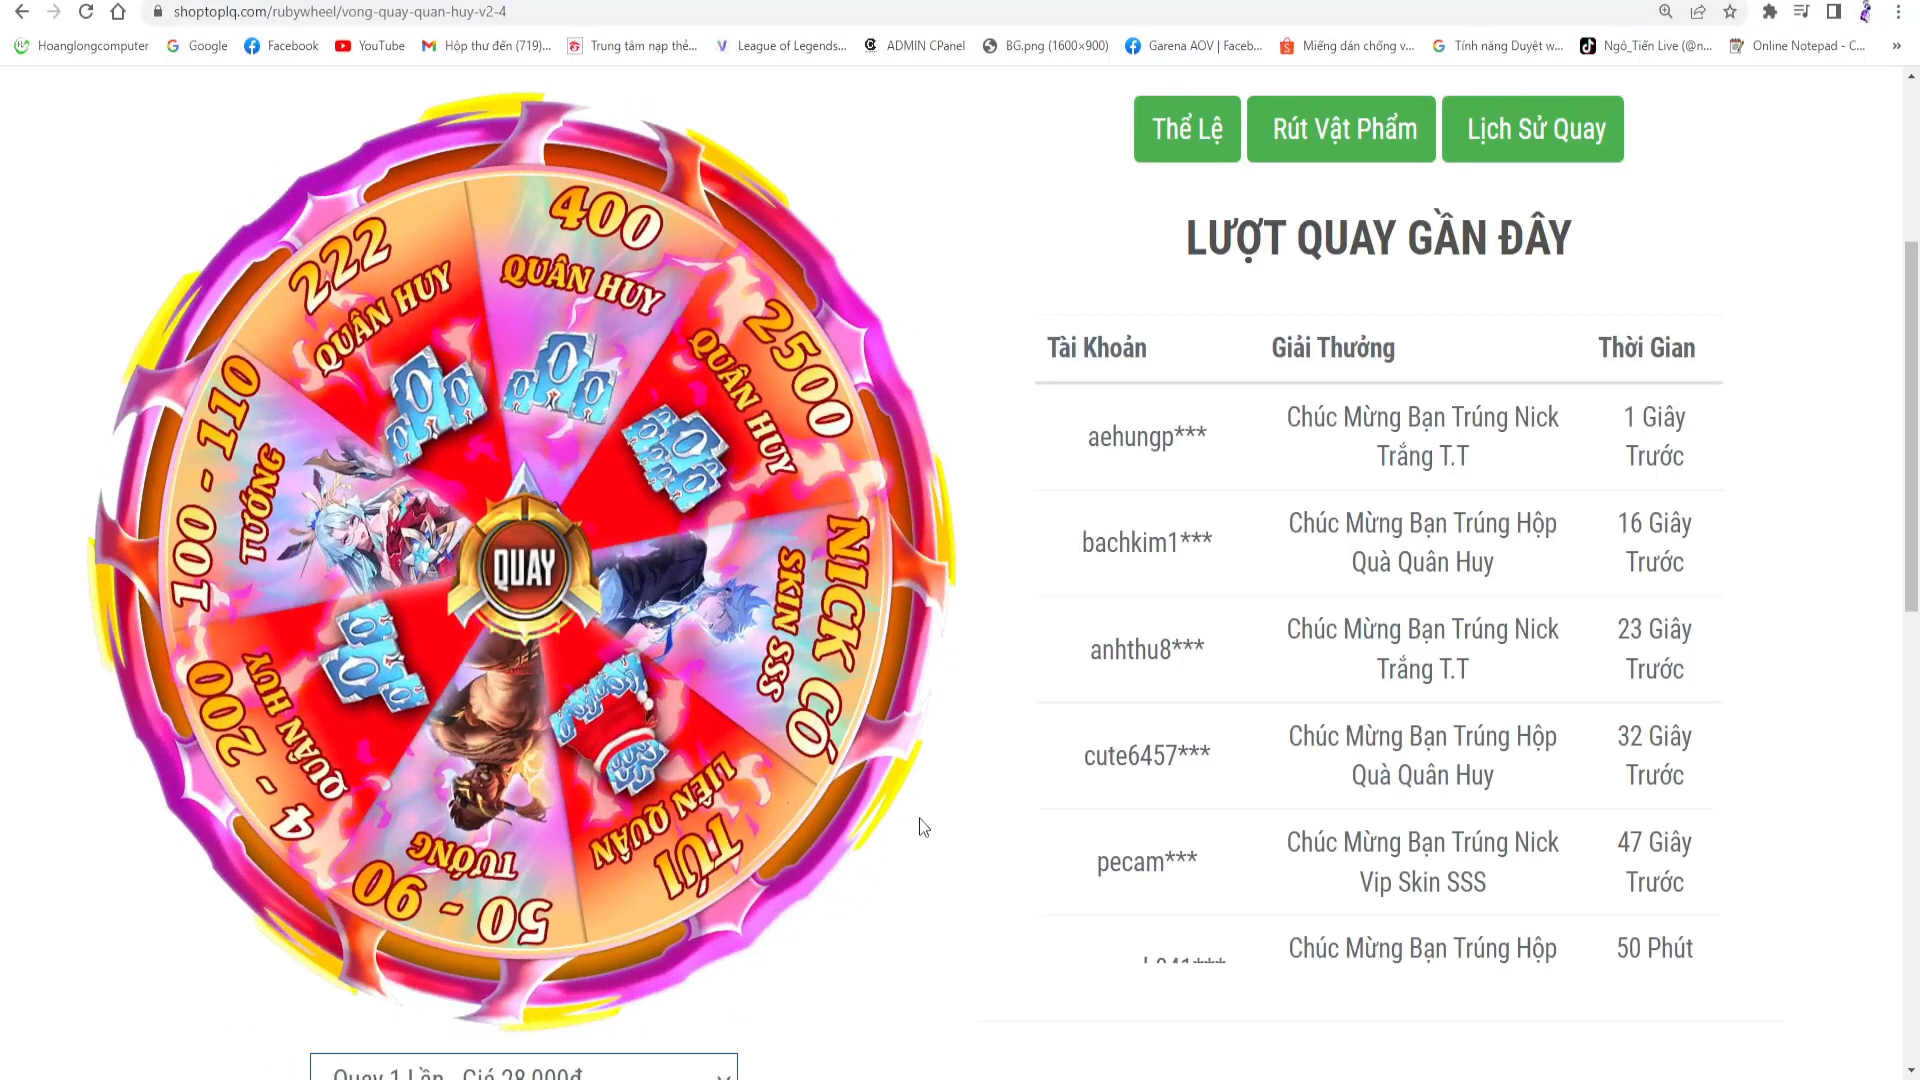 shoptoplq.com/rubywheel/vong-quay-quan-huy-v2-4
Hoanglongcomputer
Google
Facebook
YouTube
Hộp thư đến (719)...
Trung tâm nạp thẻ...
League of Legends...
ADMIN CPanel
BG.png (1600×900)
Garena AOV | Faceb...
Miếng dán chống v...
Tính năng Duyệt w...
Ngô_Tiến Live (@n...
Online Notepad - C...
»
400
QUÂN HUY
2500
QUÂN HUY
NICK CÓ
SKIN SSS
TÚI
LIÊN QUÂN
50 - 90
TƯỚNG
4 - 200
QUÂN HUY
100 - 110
TƯỚNG
222
QUÂN HUY
QUAY
Quay 1 Lần - Giá 28,000đ
Thể Lệ
Rút Vật Phẩm
Lịch Sử Quay
LƯỢT QUAY GẦN ĐÂY
Tài Khoản Giải Thưởng Thời Gian
aehungp*** Chúc Mừng Bạn Trúng Nick 1 Giây
Trắng T.T Trước
bachkim1*** Chúc Mừng Bạn Trúng Hộp 16 Giây
Quà Quân Huy Trước
anhthu8*** Chúc Mừng Bạn Trúng Nick 23 Giây
Trắng T.T Trước
cute6457*** Chúc Mừng Bạn Trúng Hộp 32 Giây
Quà Quân Huy Trước
pecam*** Chúc Mừng Bạn Trúng Nick 47 Giây
Vip Skin SSS Trước
Chúc Mừng Bạn Trúng Hộp 50 Phút